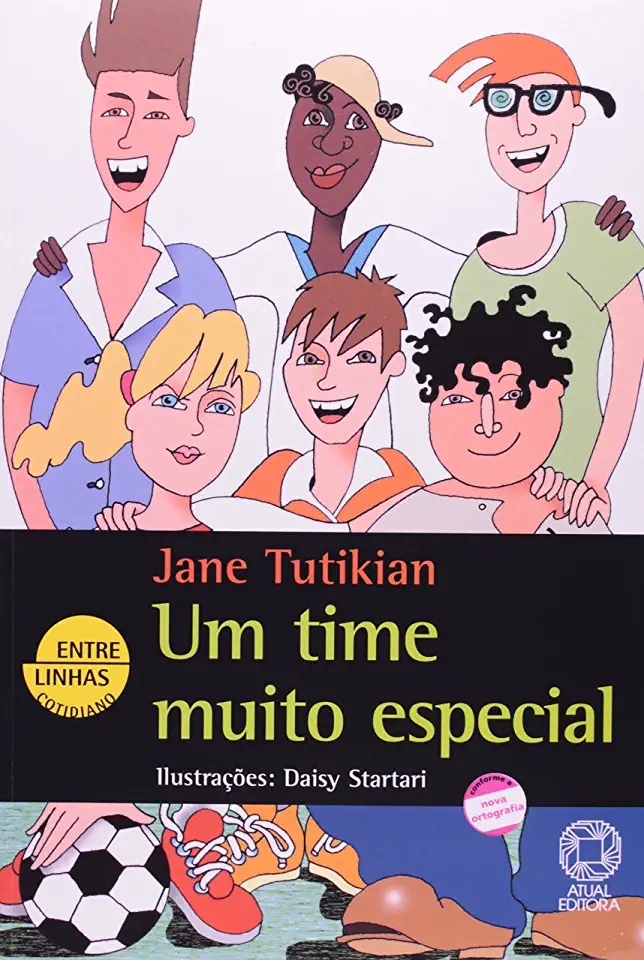 Jane Tutikian
Um time
muito especial
ENTRE
LINHAS
COTIDIANO
Ilustrações: Daisy Startari
conforme a
nova
ortografia
ATUAL
EDITORA